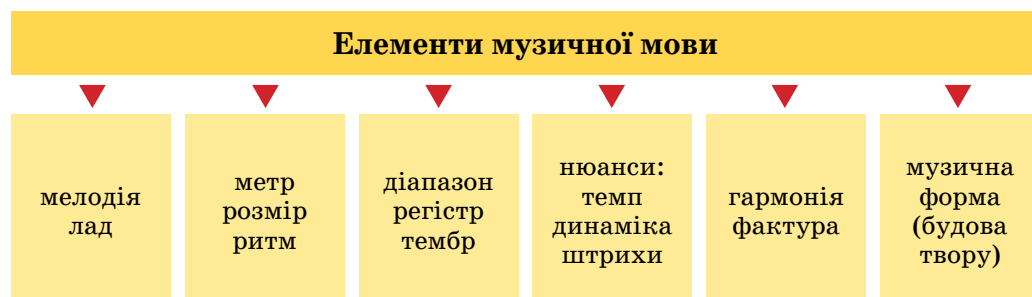 Елементи музичної мови
мелодія
лад
метр
розмір
ритм
діапазон
регістр
тембр
нюанси:
темп
динаміка
штрихи
гармонія
фактура
музична
форма
(будова
твору)